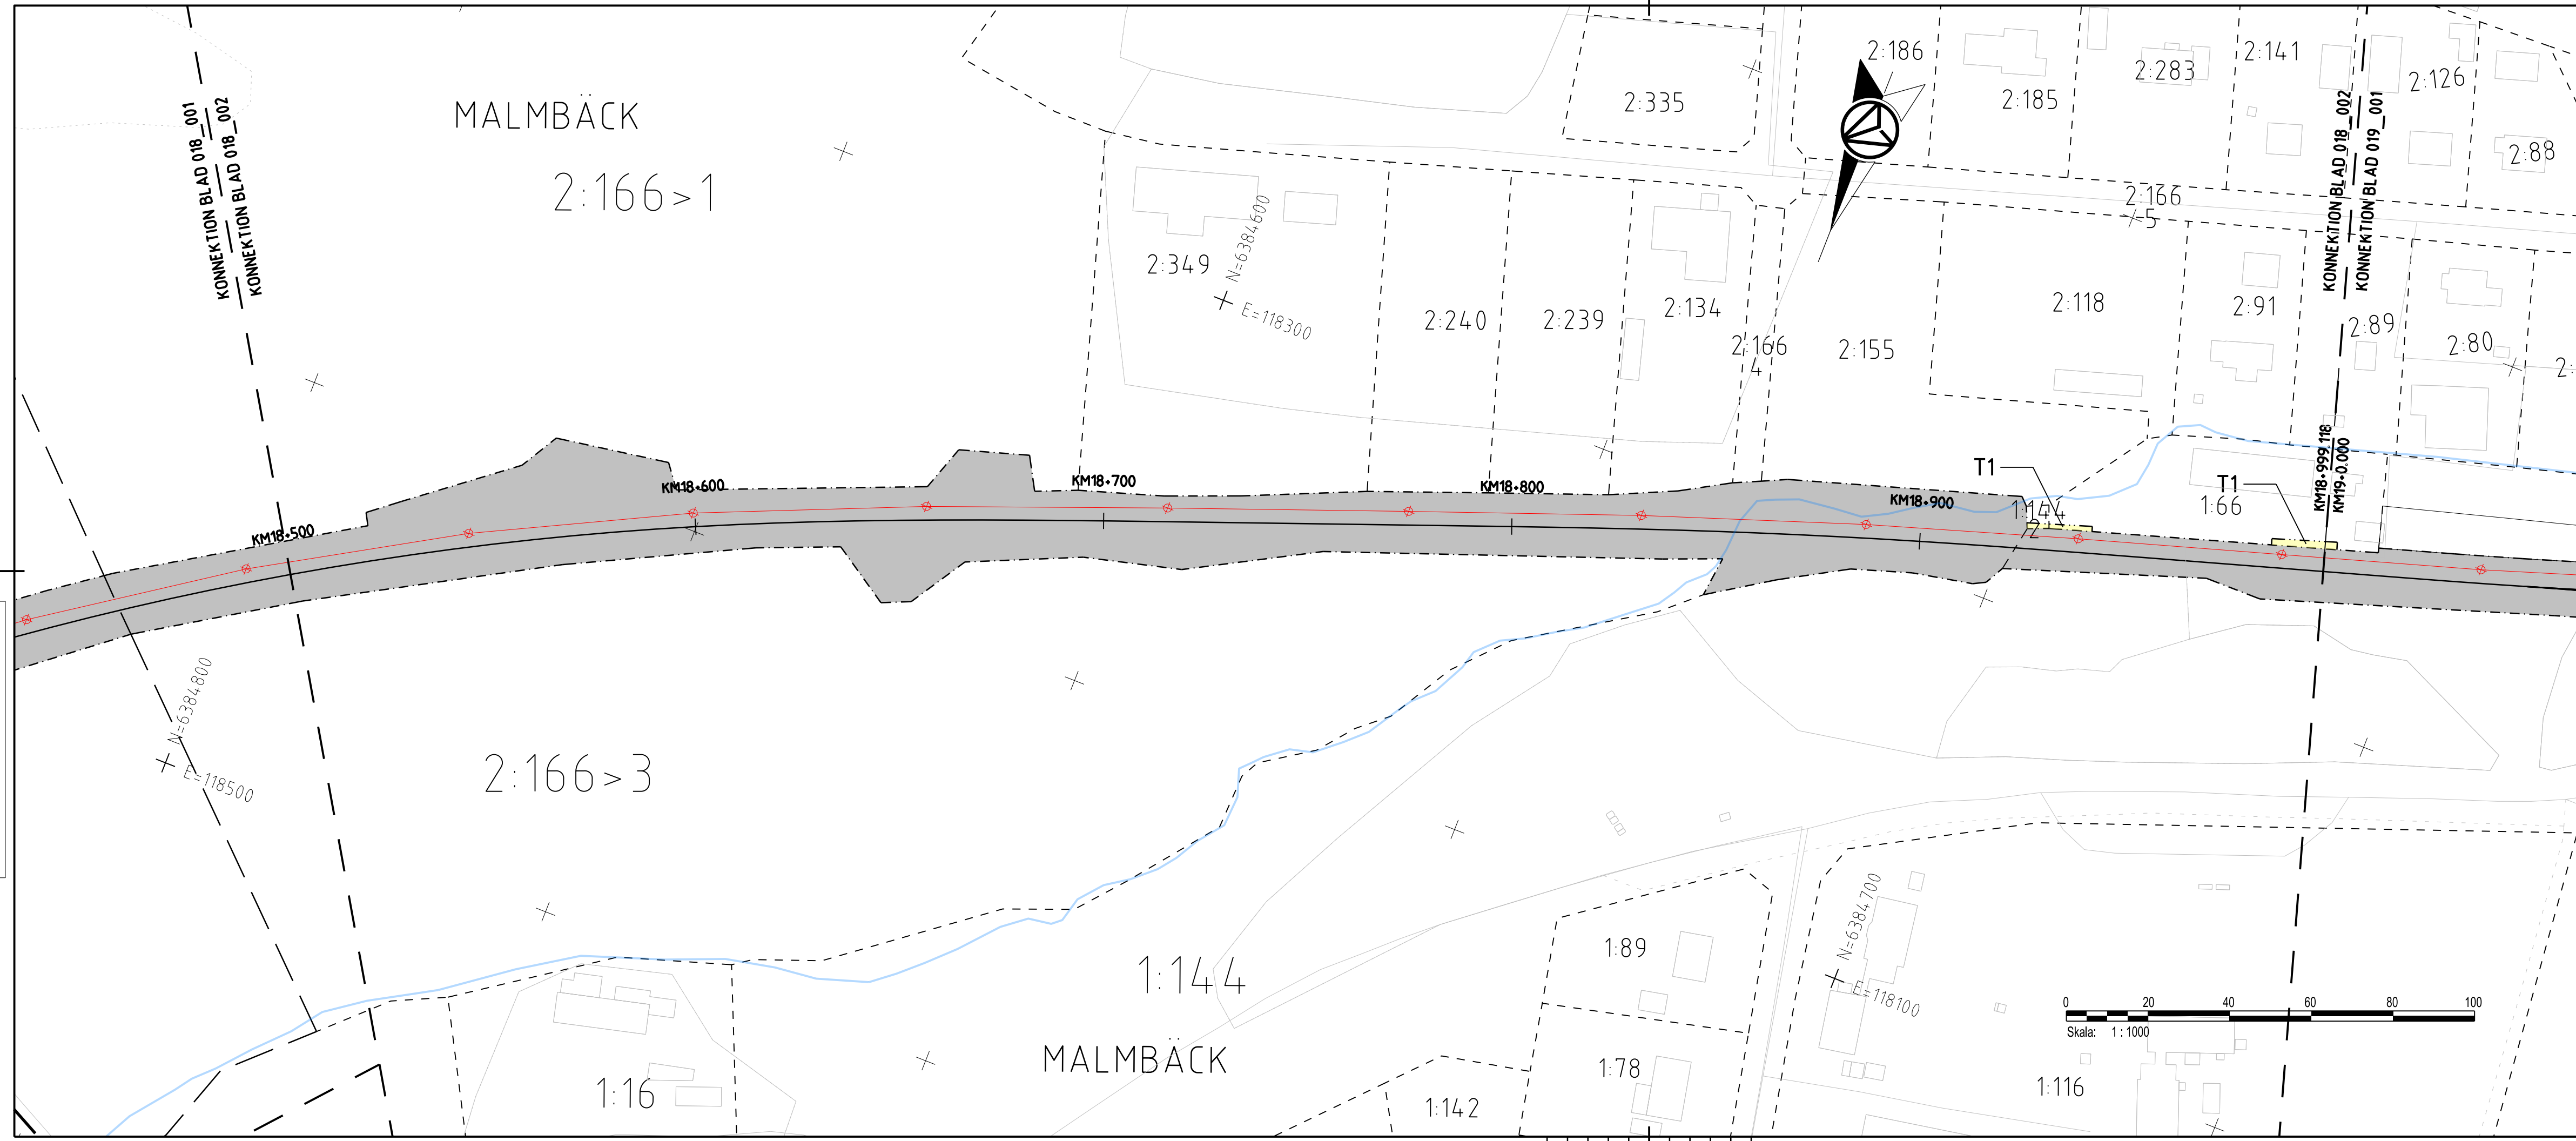 KONNEKTION BLAD 018_001
KONNEKTION BLAD 018_002
MALMBÄCK
2:166>1
2:335
2:186
2:185
2:283
2:141
2:126
2:88
2:166
5
KONNEKTION BLAD 018_002
KONNEKTION BLAD 019_001
2:349
N=6384600
E=118300
2:240
2:239
2:134
2:166
4
2:155
2:118
2:91
2:89
2:80
2:
KM18+500
KM18+600
KM18+700
KM18+800
KM18+900
T1
1:144
2
T1
1:66
KM18+999.118
KM19+0.000
N=6384800
E=118500
2:166>3
1:144
MALMBÄCK
1:16
1:89
1:78
1:142
N=6384700
E=118100
1:116
0 20 40 60 80 100
Skala: 1:1000